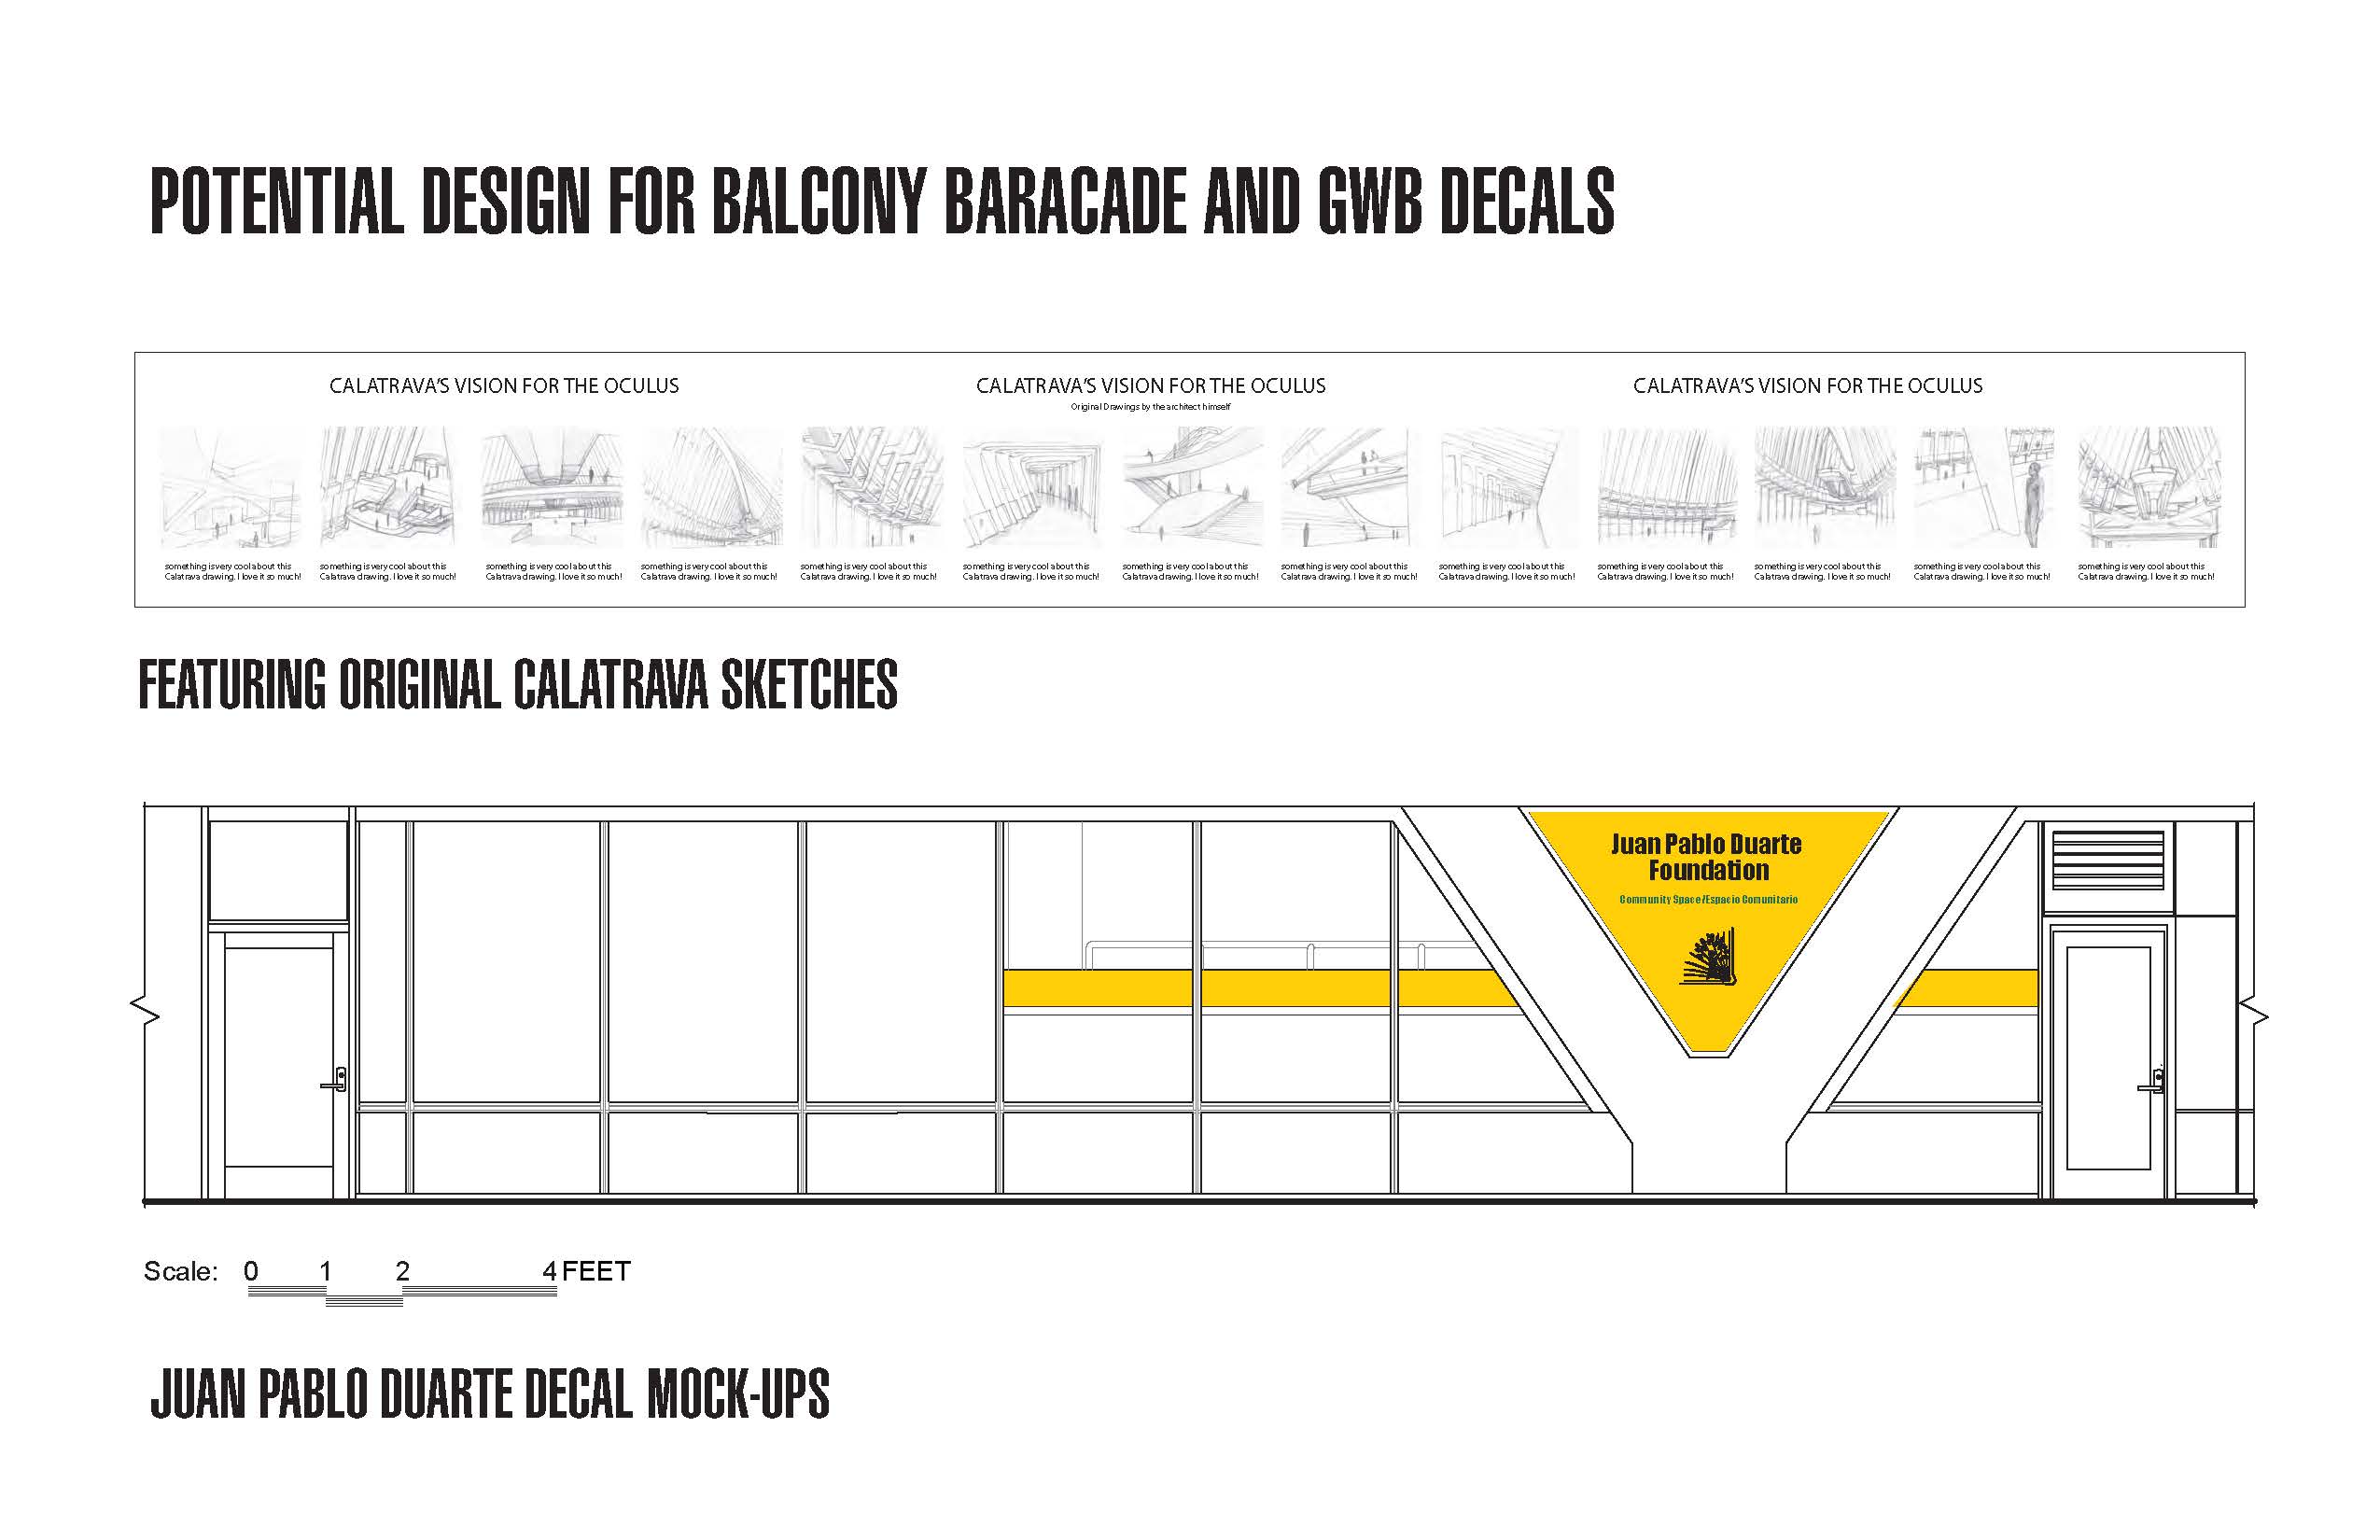 POTENTIAL DESIGN FOR BALCONY BARACADE AND GWB DECALS
CALATRAVA'S VISION FOR THE OCULUS
CALATRAVA'S VISION FOR THE OCULUS
Original Drawings by the architect himself
CALATRAVA'S VISION FOR THE OCULUS
something is very cool about this
Calatrava drawing. I love it so much!
something is very cool about this
Calatrava drawing. I love it so much!
something is very cool about this
Calatrava drawing. I love it so much!
something is very cool about this
Calatrava drawing. I love it so much!
something is very cool about this
Calatrava drawing. I love it so much!
something is very cool about this
Calatrava drawing. I love it so much!
something is very cool about this
Calatrava drawing. I love it so much!
something is very cool about this
Calatrava drawing. I love it so much!
something is very cool about this
Calatrava drawing. I love it so much!
something is very cool about this
Calatrava drawing. I love it so much!
something is very cool about this
Calatrava drawing. I love it so much!
something is very cool about this
Calatrava drawing. I love it so much!
something is very cool about this
Calatrava drawing. I love it so much!
FEATURING ORIGINAL CALATRAVA SKETCHES
Juan Pablo Duarte
Foundation
Community Space/Espacio Comunitario
Scale: 0 1 2 4 FEET
JUAN PABLO DUARTE DECAL MOCK-UPS